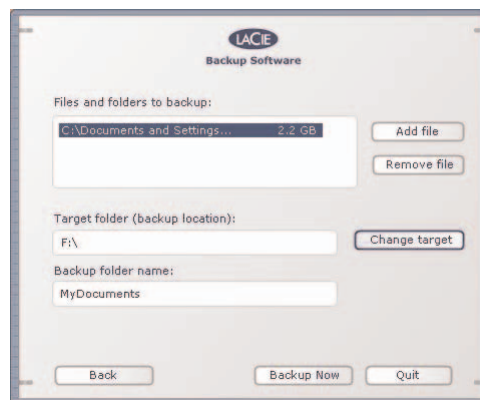 LACIE
Backup Software
Files and folders to backup:
C:\Documents and Settings... 2.2 GB
Add file
Remove file
Target folder (backup location):
F:\
Change target
Backup folder name:
MyDocuments
Back
Backup Now
Quit